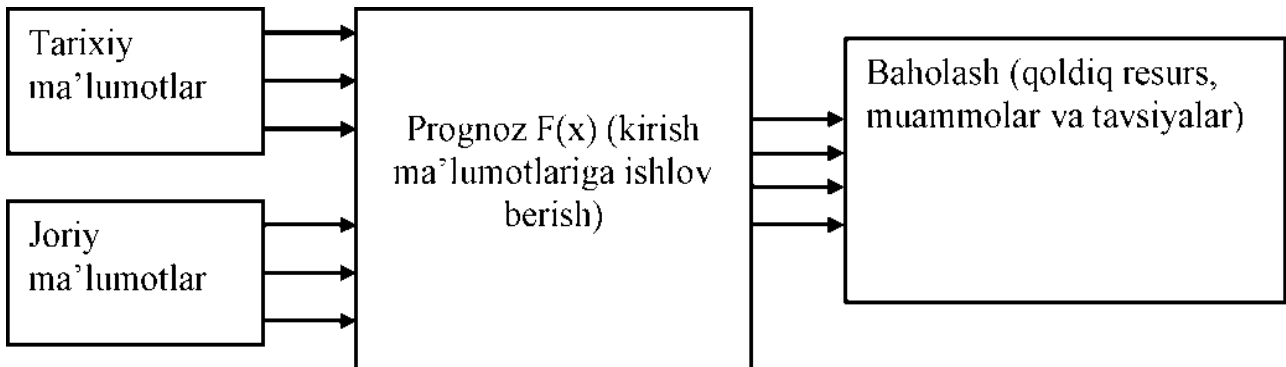 Tarixiy
ma’lumotlar
Joriy
ma’lumotlar
Prognoz F(x) (kirish
ma’lumotlariga ishlov
berish)
Baholash (qoldiq resurs,
muammolar va tavsiyalar)